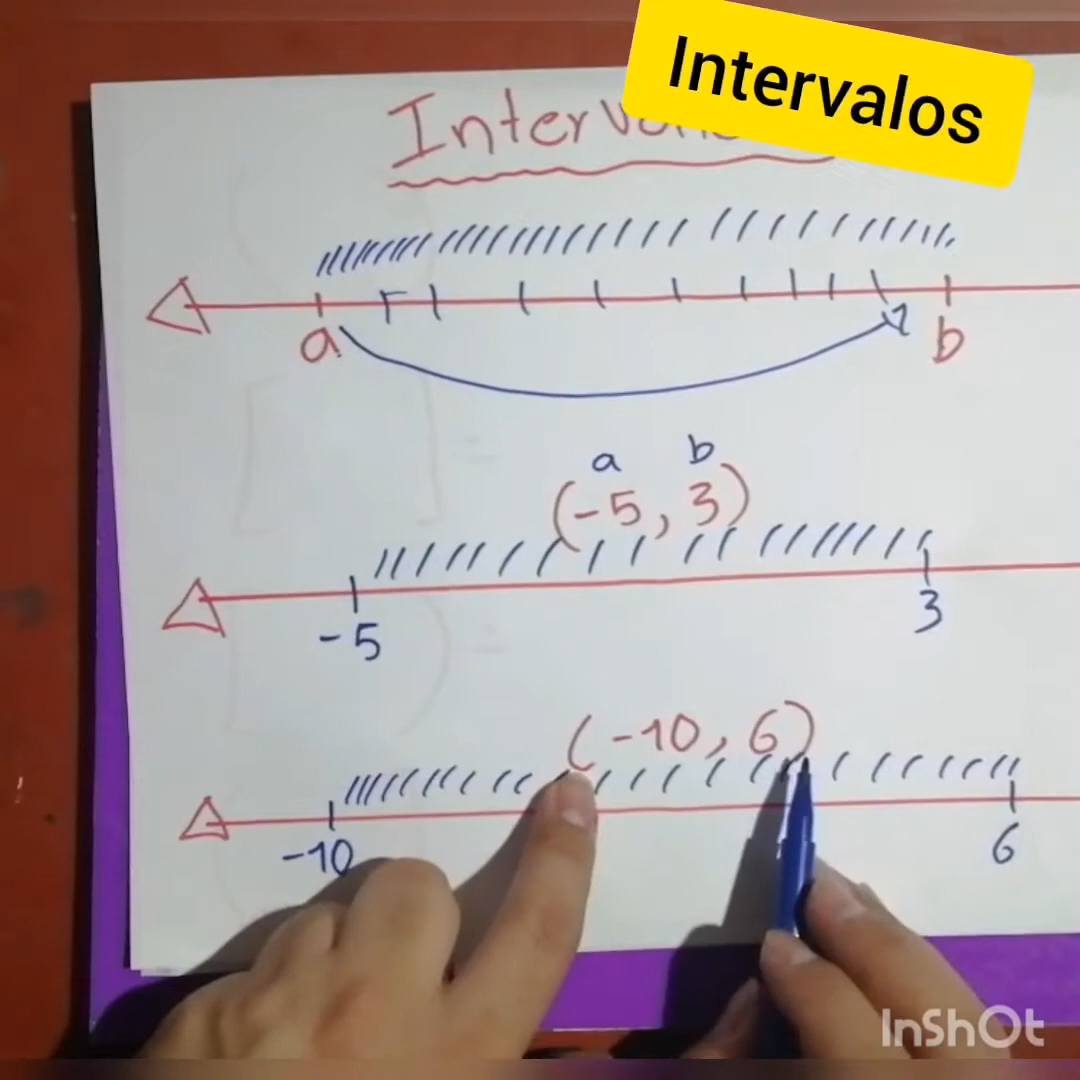 Intervalos
a b
a b
(-5, 3)
-5 3
(-10, 6)
-10 6
InShOt